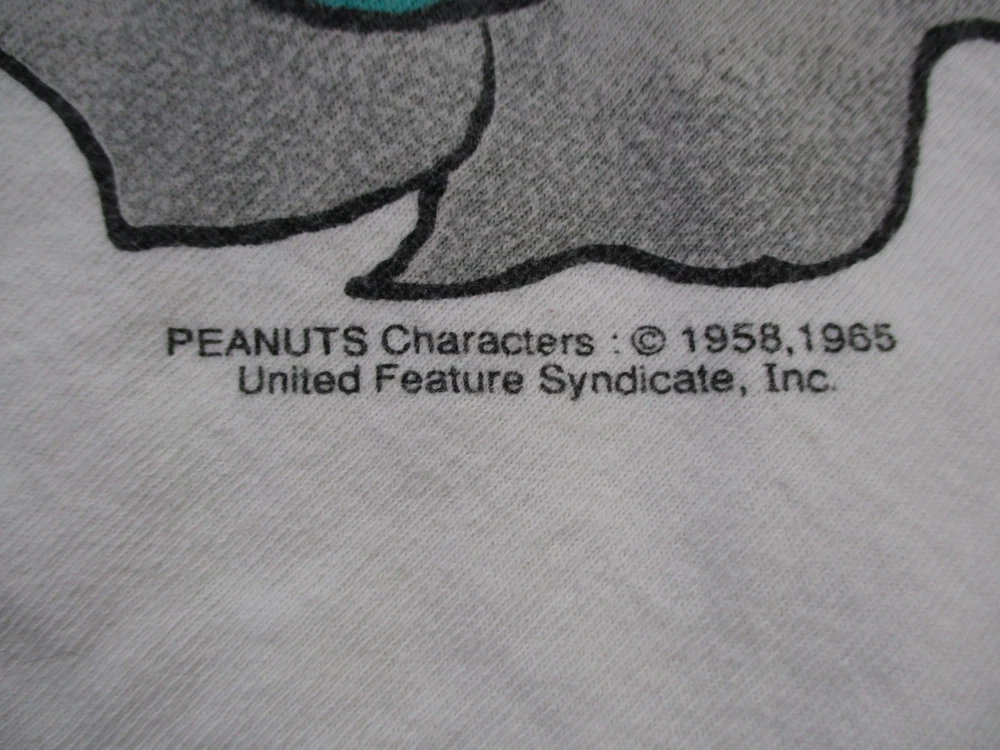 PEANUTS Characters : © 1958,1965
United Feature Syndicate, Inc.